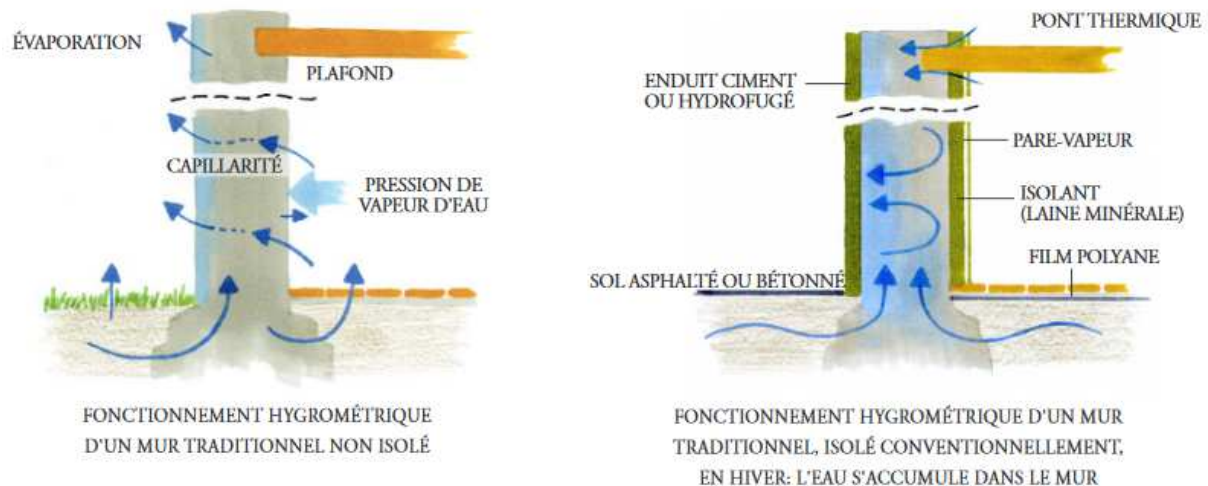 ÉVAPORATION
PLAFOND
CAPILLARITÉ
PRESSION DE
VAPEUR D'EAU
FONCTIONNEMENT HYGROMÉTRIQUE
D'UN MUR TRADITIONNEL NON ISOLÉ
PONT THERMIQUE
ENDUIT CIMENT
OU HYDROFUGÉ
PARE-VAPEUR
ISOLANT
(LAINE MINÉRALE)
FILM POLYANE
SOL ASPHALTÉ OU BÉTONNÉ
FONCTIONNEMENT HYGROMÉTRIQUE D'UN MUR
TRADITIONNEL, ISOLÉ CONVENTIONNELLEMENT,
EN HIVER: L'EAU S'ACCUMULE DANS LE MUR